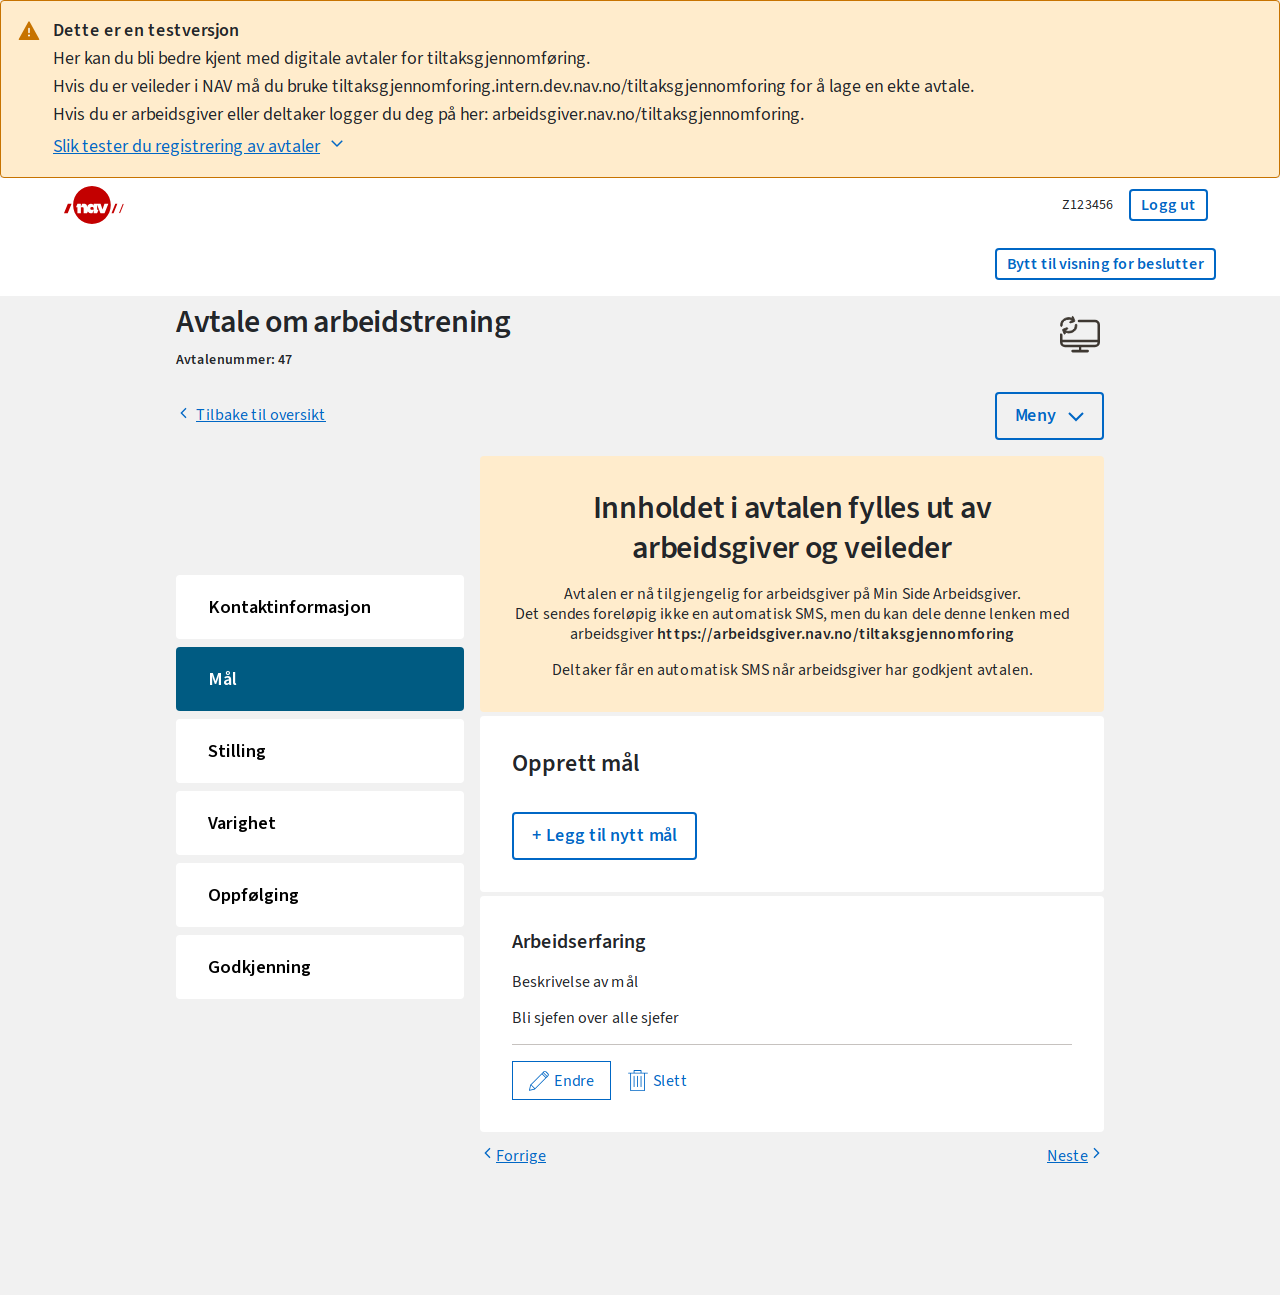 Dette er en testversjon
Her kan du bli bedre kjent med digitale avtaler for tiltaksgjennomføring.
Hvis du er veileder i NAV må du bruke tiltaksgjennomforing.intern.dev.nav.no/tiltaksgjennomforing for å lage en ekte avtale.
Hvis du er arbeidsgiver eller deltaker logger du deg på her: arbeidsgiver.nav.no/tiltaksgjennomforing.
Slik tester du registrering av avtaler
nav
Z123456
Logg ut
Bytt til visning for beslutter
Avtale om arbeidstrening
Avtalenummer: 47
Tilbake til oversikt
Meny
Innholdet i avtalen fylles ut av
arbeidsgiver og veileder
Avtalen er nå tilgjengelig for arbeidsgiver på Min Side Arbeidsgiver.
Det sendes foreløpig ikke en automatisk SMS, men du kan dele denne lenken med
arbeidsgiver https://arbeidsgiver.nav.no/tiltaksgjennomforing
Deltaker får en automatisk SMS når arbeidsgiver har godkjent avtalen.
Kontaktinformasjon
Mål
Stilling
Varighet
Oppfølging
Godkjenning
Opprett mål
+ Legg til nytt mål
Arbeidserfaring
Beskrivelse av mål
Bli sjefen over alle sjefer
Endre
Slett
Forrige
Neste